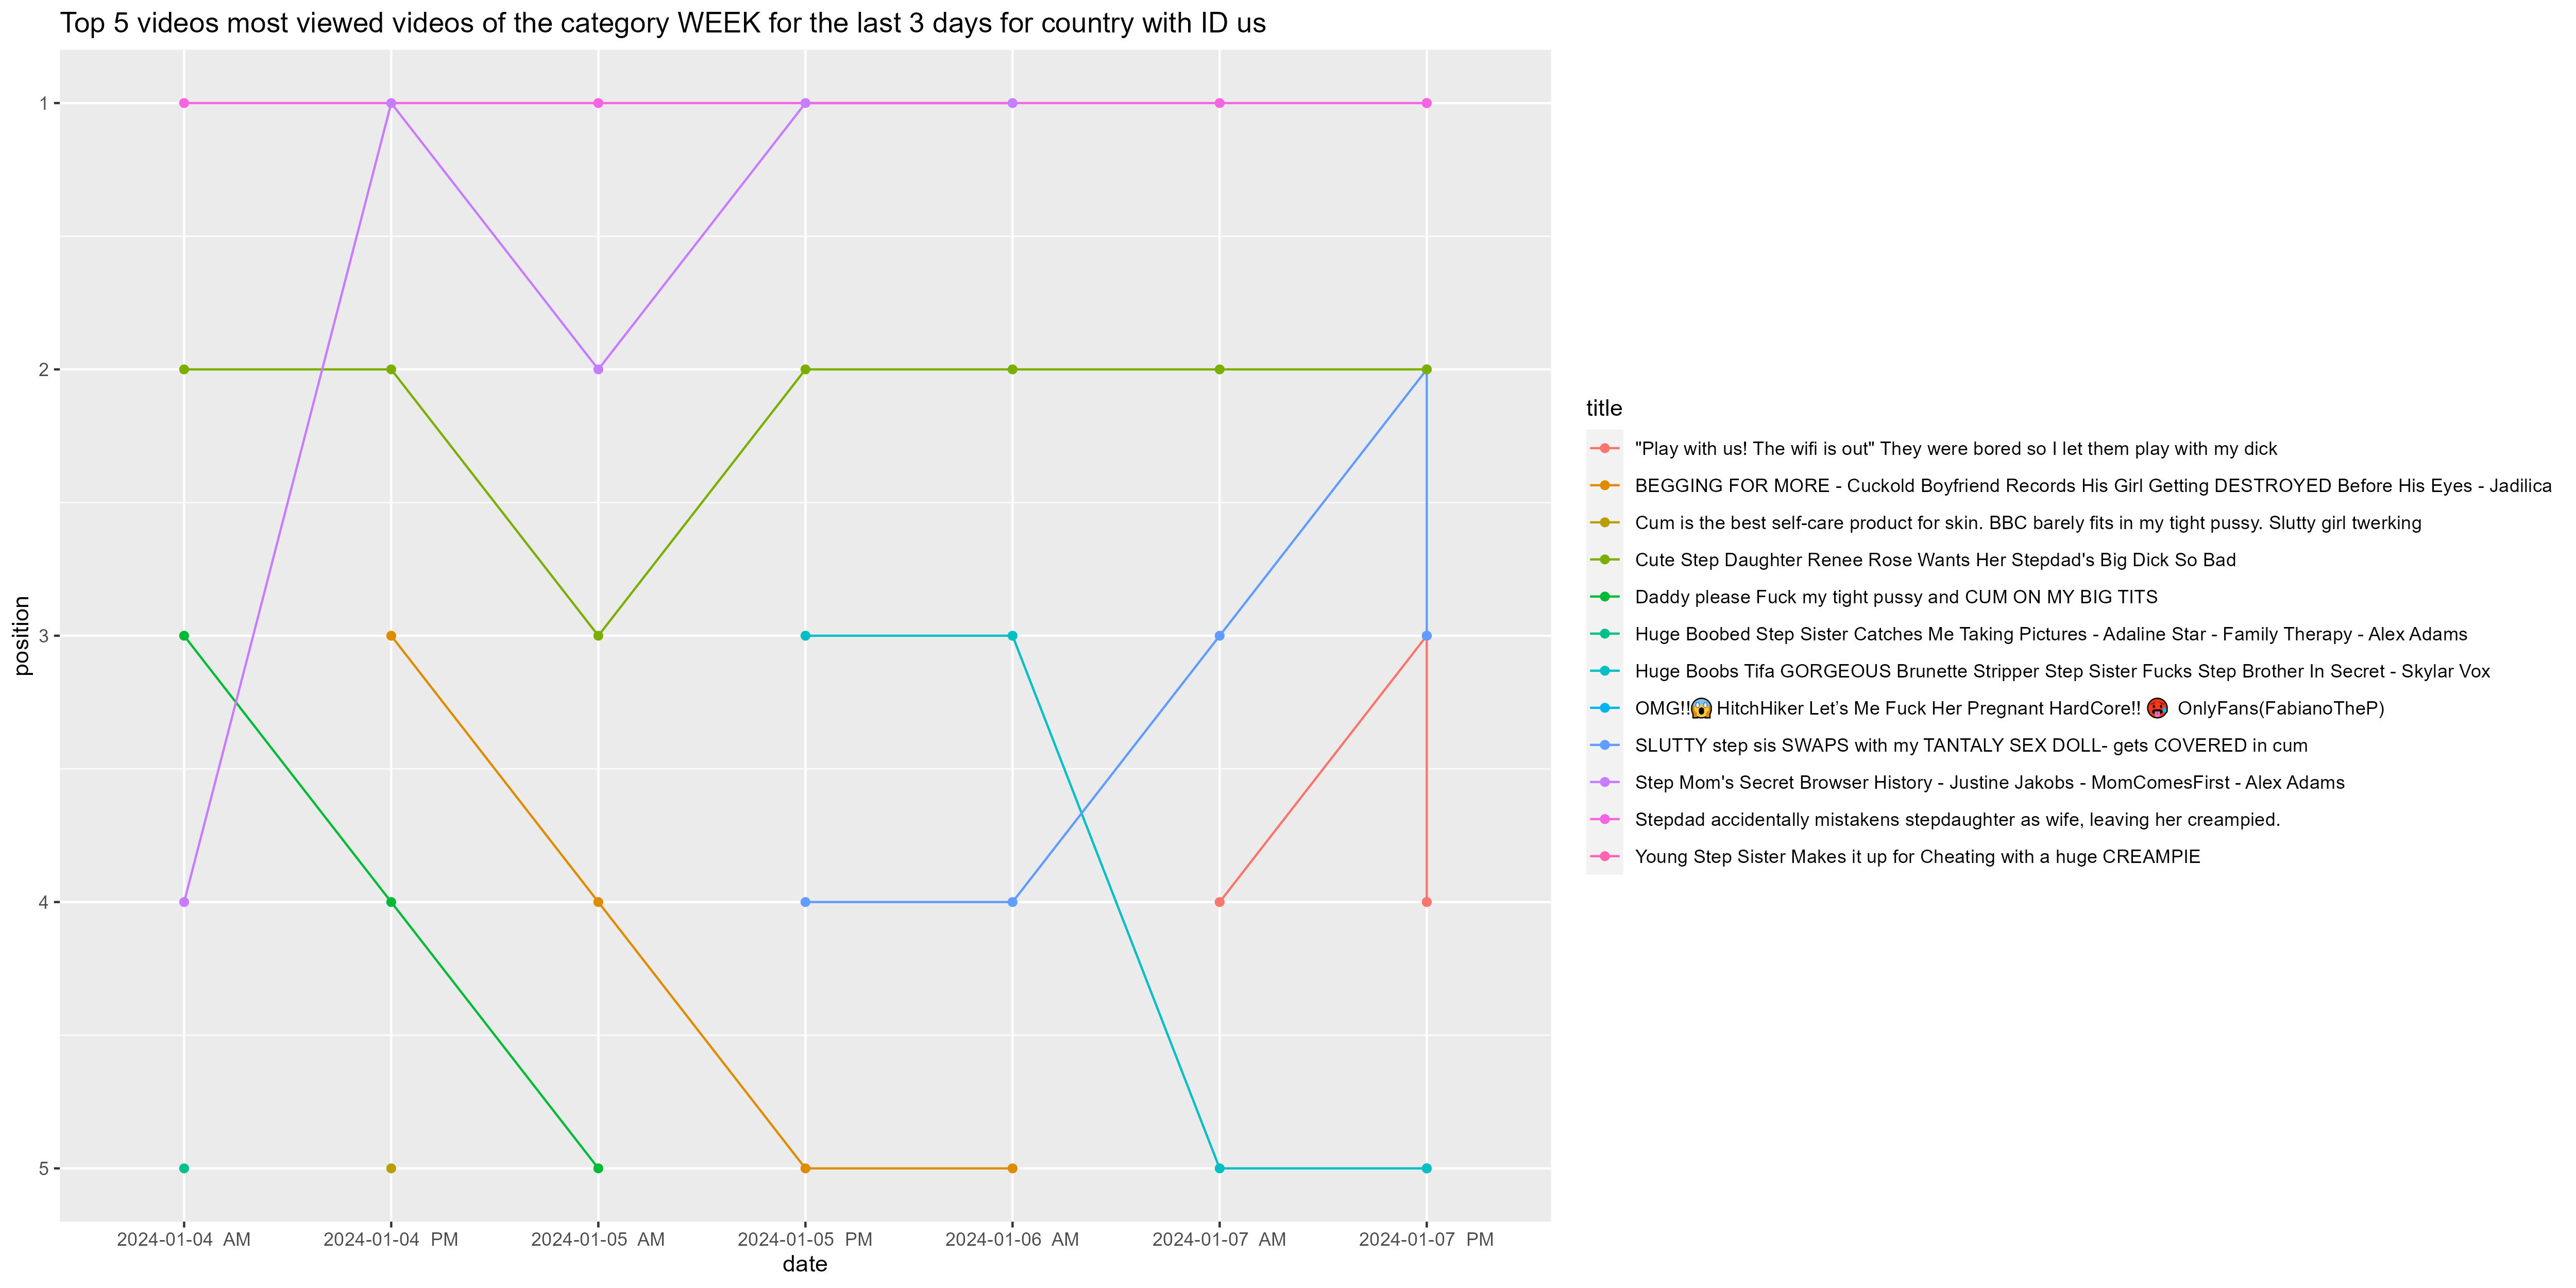 Top 5 videos most viewed videos of the category WEEK for the last 3 days for country with ID us
position
1
2
3
4
5
2024-01-04 AM
2024-01-04 PM
2024-01-05 AM
2024-01-05 PM
2024-01-06 AM
2024-01-07 AM
2024-01-07 PM
date
title
"Play with us! The wifi is out" They were bored so I let them play with my dick
BEGGING FOR MORE - Cuckold Boyfriend Records His Girl Getting DESTROYED Before His Eyes - Jadilica
Cum is the best self-care product for skin. BBC barely fits in my tight pussy. Slutty girl twerking
Cute Step Daughter Renee Rose Wants Her Stepdad's Big Dick So Bad
Daddy please Fuck my tight pussy and CUM ON MY BIG TITS
Huge Boobed Step Sister Catches Me Taking Pictures - Adaline Star - Family Therapy - Alex Adams
Huge Boobs Tifa GORGEOUS Brunette Stripper Step Sister Fucks Step Brother In Secret - Skylar Vox
OMG!!😱 HitchHiker Let’s Me Fuck Her Pregnant HardCore!! 🥵 OnlyFans(FabianoTheP)
SLUTTY step sis SWAPS with my TANTALY SEX DOLL- gets COVERED in cum
Step Mom's Secret Browser History - Justine Jakobs - MomComesFirst - Alex Adams
Stepdad accidentally mistakens stepdaughter as wife, leaving her creampied.
Young Step Sister Makes it up for Cheating with a huge CREAMPIE